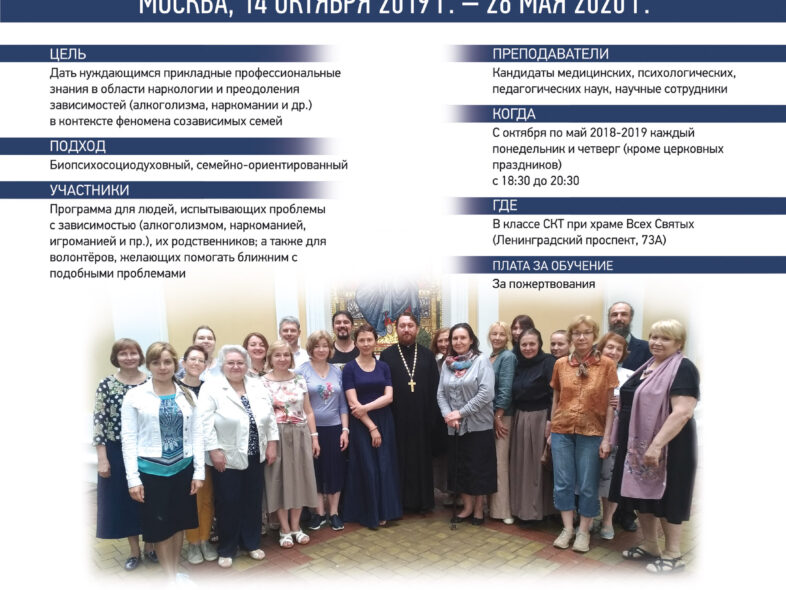 МОСКВА, 14 ОКТЯБРЯ 2019 Г. – 28 МАЯ 2020 Г.
ЦЕЛЬ
Дать нуждающимся прикладные профессиональные
знания в области наркологии и преодоления
зависимостей (алкоголизма, наркомании и др.)
в контексте феномена созависимых семей
ПОДХОД
Биопсихосоциодуховный, семейно-ориентированный
УЧАСТНИКИ
Программа для людей, испытывающих проблемы
с зависимостью (алкоголизмом, наркоманией,
игроманией и пр.), их родственников; а также для
волонтёров, желающих помогать ближним с
подобными проблемами
ПРЕПОДАВАТЕЛИ
Кандидаты медицинских, психологических,
педагогических наук, научные сотрудники
КОГДА
С октября по май 2018-2019 каждый
понедельник и четверг (кроме церковных
праздников)
с 18:30 до 20:30
ГДЕ
В классе СКТ при храме Всех Святых
(Ленинградский проспект, 73А)
ПЛАТА ЗА ОБУЧЕНИЕ
За пожертвования